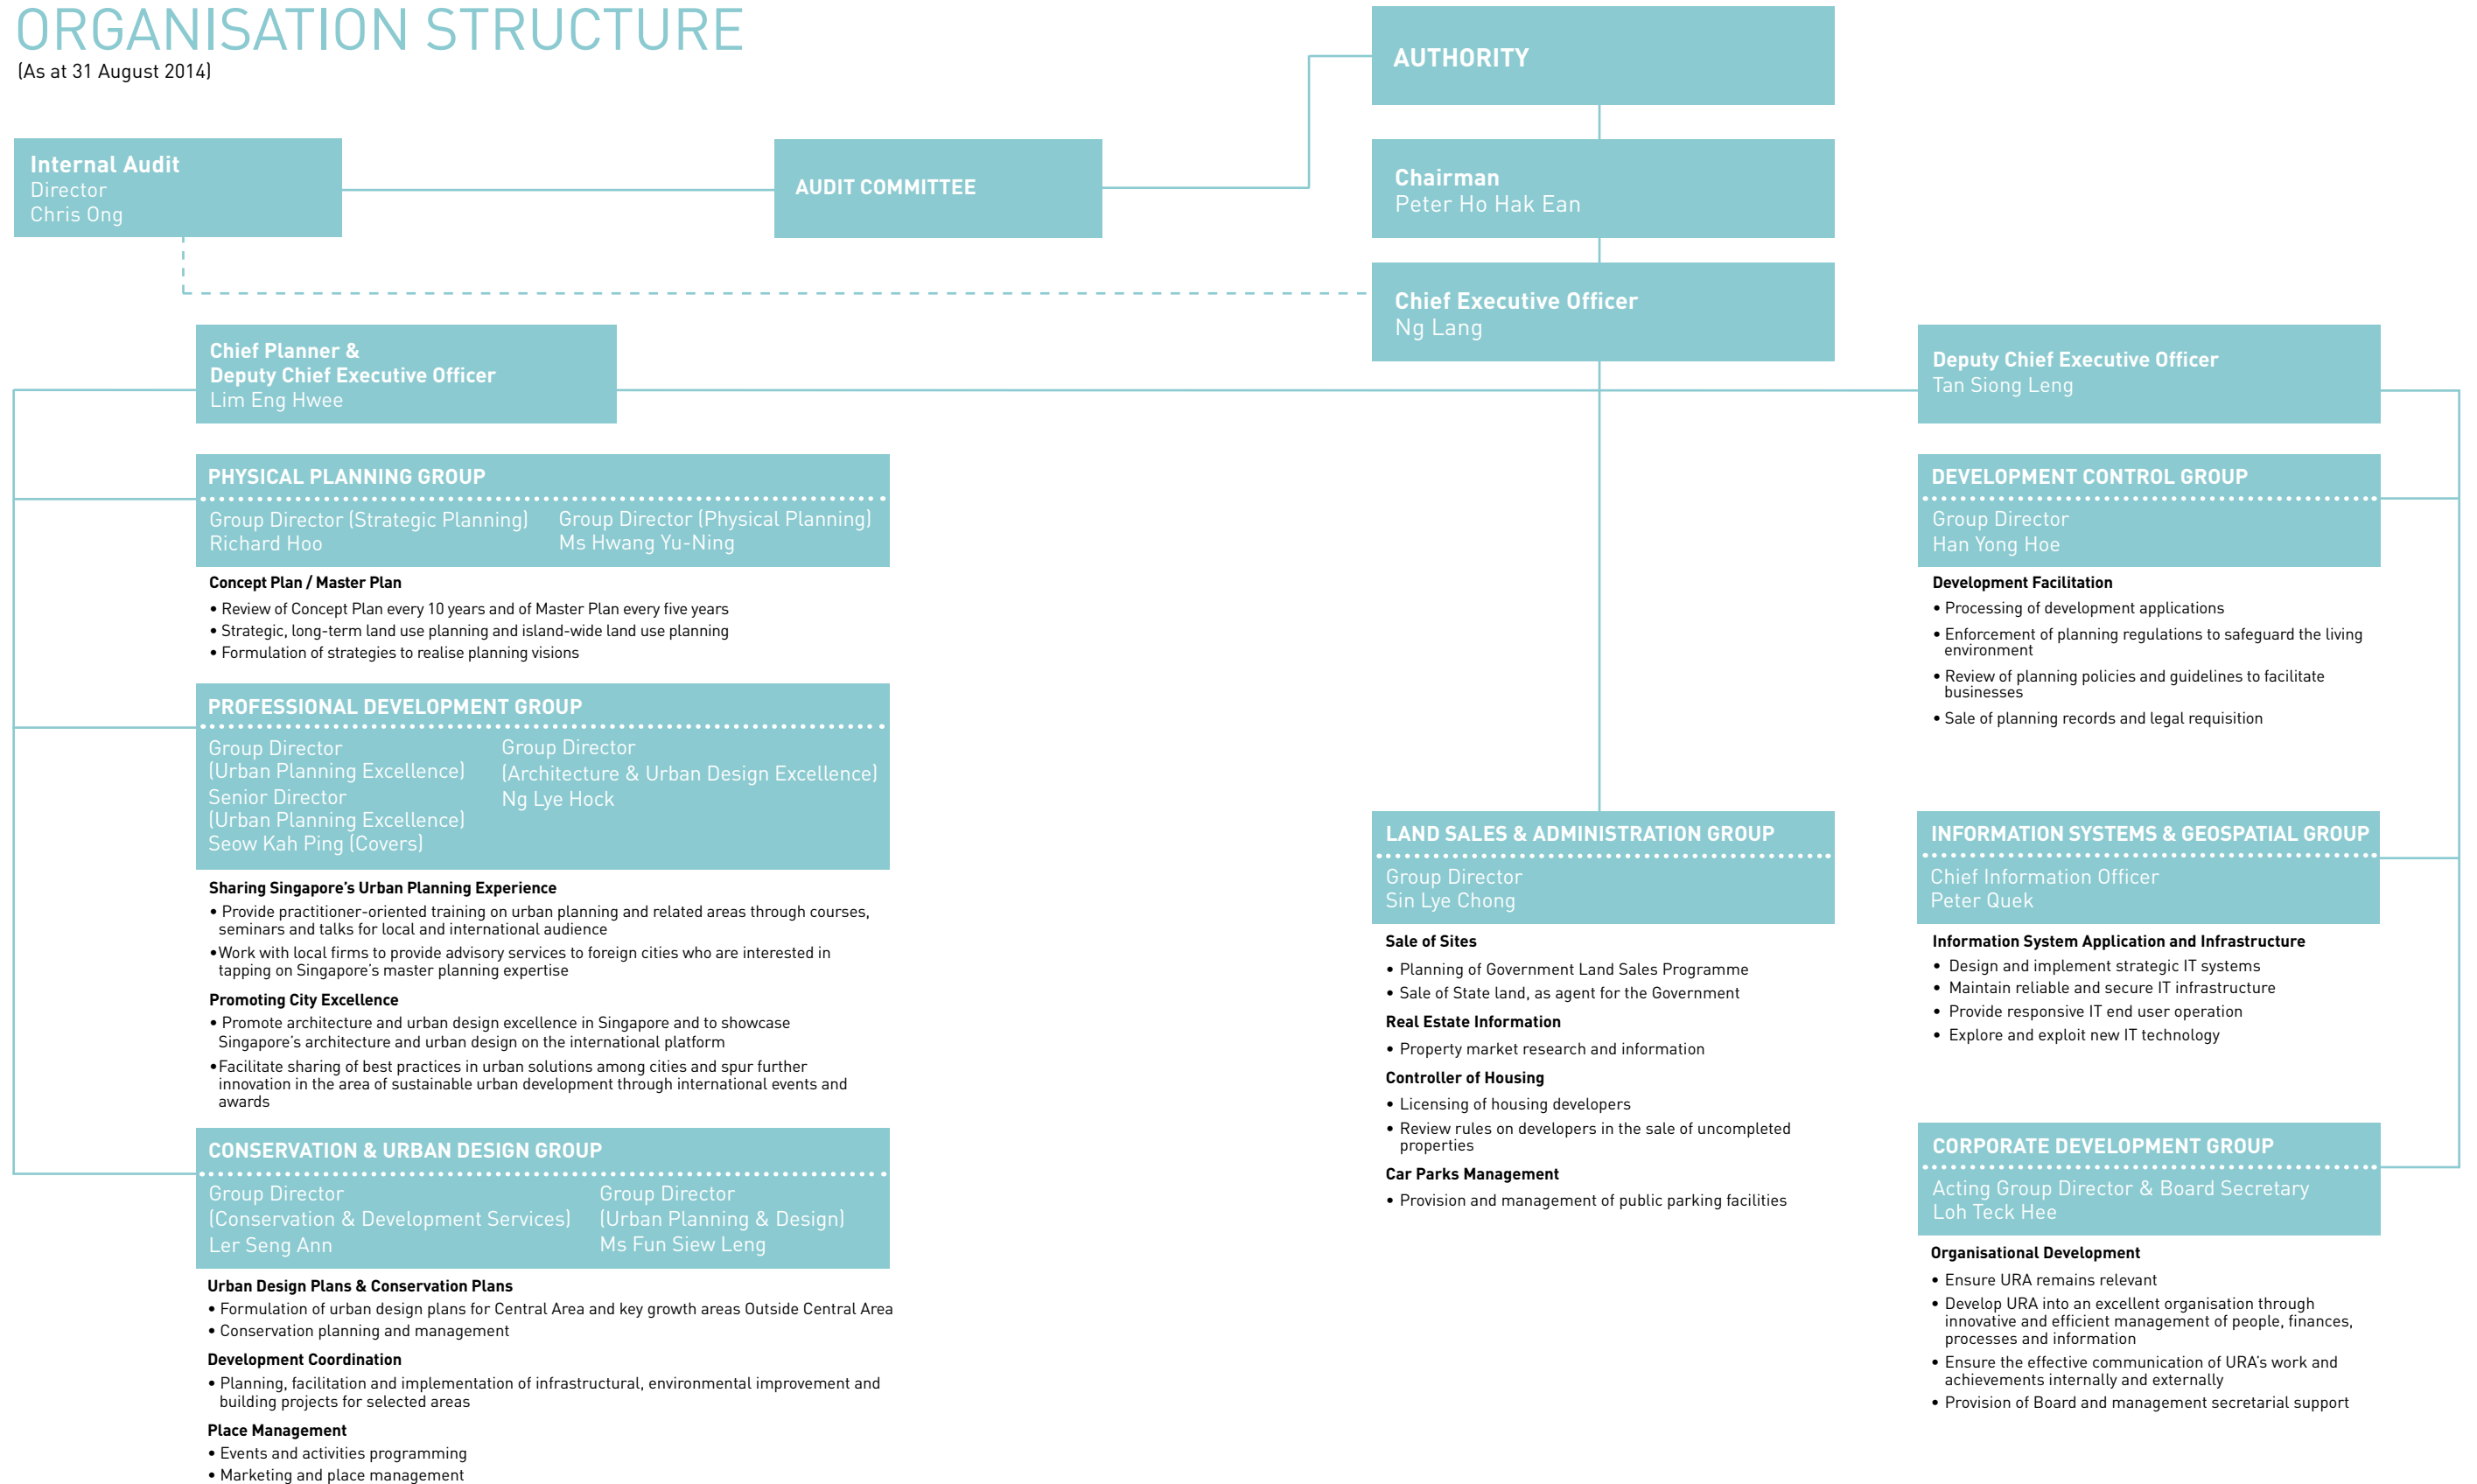 ORGANISATION STRUCTURE
(As at 31 August 2014)
AUTHORITY
Internal Audit
Director
Chris Ong
AUDIT COMMITTEE
Chairman
Peter Ho Hak Ean
Chief Executive Officer
Ng Lang
Chief Planner &
Deputy Chief Executive Officer
Lim Eng Hwee
Deputy Chief Executive Officer
Tan Siong Leng
PHYSICAL PLANNING GROUP
Group Director (Strategic Planning)
Richard Hoo
Group Director (Physical Planning)
Ms Hwang Yu-Ning
Concept Plan / Master Plan
• Review of Concept Plan every 10 years and of Master Plan every five years
• Strategic, long-term land use planning and island-wide land use planning
• Formulation of strategies to realise planning visions
PROFESSIONAL DEVELOPMENT GROUP
Group Director
(Urban Planning Excellence)
Senior Director
(Urban Planning Excellence)
Seow Kah Ping (Covers)
Group Director
(Architecture & Urban Design Excellence)
Ng Lye Hock
Sharing Singapore's Urban Planning Experience
• Provide practitioner-oriented training on urban planning and related areas through courses,
seminars and talks for local and international audience
•Work with local firms to provide advisory services to foreign cities who are interested in
tapping on Singapore's master planning expertise
Promoting City Excellence
• Promote architecture and urban design excellence in Singapore and to showcase
Singapore's architecture and urban design on the international platform
•Facilitate sharing of best practices in urban solutions among cities and spur further
innovation in the area of sustainable urban development through international events and
awards
CONSERVATION & URBAN DESIGN GROUP
Group Director
(Conservation & Development Services)
Ler Seng Ann
Group Director
(Urban Planning & Design)
Ms Fun Siew Leng
Urban Design Plans & Conservation Plans
• Formulation of urban design plans for Central Area and key growth areas Outside Central Area
• Conservation planning and management
Development Coordination
• Planning, facilitation and implementation of infrastructural, environmental improvement and
building projects for selected areas
Place Management
• Events and activities programming
• Marketing and place management
LAND SALES & ADMINISTRATION GROUP
Group Director
Sin Lye Chong
Sale of Sites
• Planning of Government Land Sales Programme
• Sale of State land, as agent for the Government
Real Estate Information
• Property market research and information
Controller of Housing
• Licensing of housing developers
• Review rules on developers in the sale of uncompleted
properties
Car Parks Management
• Provision and management of public parking facilities
DEVELOPMENT CONTROL GROUP
Group Director
Han Yong Hoe
Development Facilitation
• Processing of development applications
• Enforcement of planning regulations to safeguard the living
environment
• Review of planning policies and guidelines to facilitate
businesses
• Sale of planning records and legal requisition
INFORMATION SYSTEMS & GEOSPATIAL GROUP
Chief Information Officer
Peter Quek
Information System Application and Infrastructure
• Design and implement strategic IT systems
• Maintain reliable and secure IT infrastructure
• Provide responsive IT end user operation
• Explore and exploit new IT technology
CORPORATE DEVELOPMENT GROUP
Acting Group Director & Board Secretary
Loh Teck Hee
Organisational Development
• Ensure URA remains relevant
• Develop URA into an excellent organisation through
innovative and efficient management of people, finances,
processes and information
• Ensure the effective communication of URA's work and
achievements internally and externally
• Provision of Board and management secretarial support